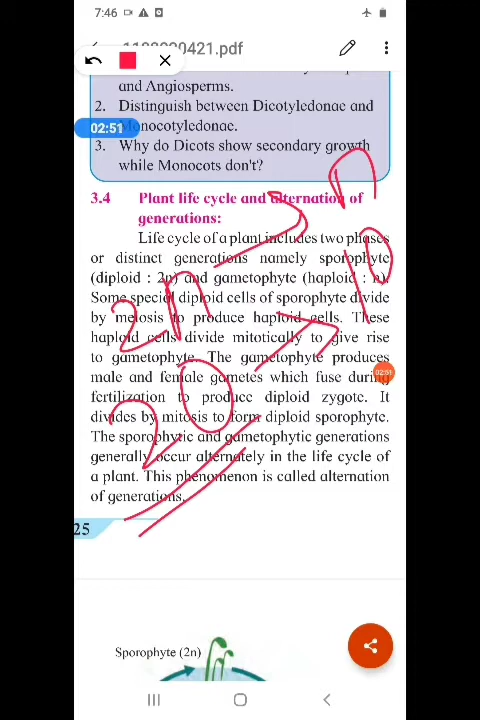 7:46
1180000421.pdf
02:51
and Angiosperms.
2. Distinguish between Dicotyledonae and
Monocotyledonae.
3. Why do Dicots show secondary growth
while Monocots don't?
3.4 Plant life cycle and alternation of
generations:
Life cycle of a plant includes two phases
or distinct generations namely sporophyte
(diploid : 2n) and gametophyte (haploid : n).
Some special diploid cells of sporophyte divide
by meiosis to produce haploid cells. These
haploid cells divide mitotically to give rise
to gametophyte. The gametophyte produces
male and female gametes which fuse during
fertilization to produce diploid zygote. It
divides by mitosis to form diploid sporophyte.
The sporophytic and gametophytic generations
generally occur alternately in the life cycle of
a plant. This phenomenon is called alternation
of generations.
2n → n
20 → 10
02:51
25
Sporophyte (2n)